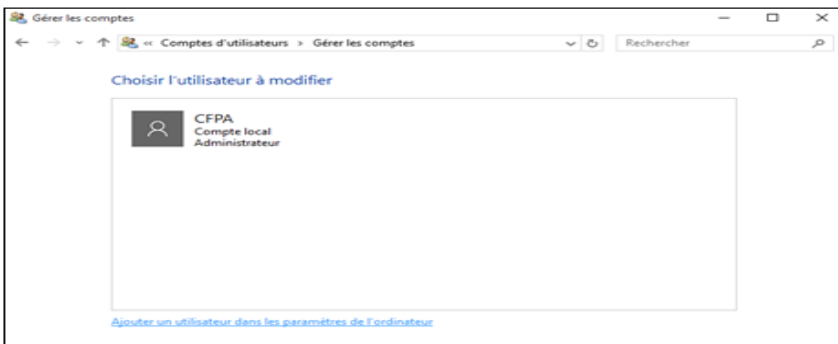 Gérer les comptes
« Comptes d'utilisateurs > Gérer les comptes
Rechercher
Choisir l'utilisateur à modifier
CFPA
Compte local
Administrateur
Ajouter un utilisateur dans les paramètres de l'ordinateur